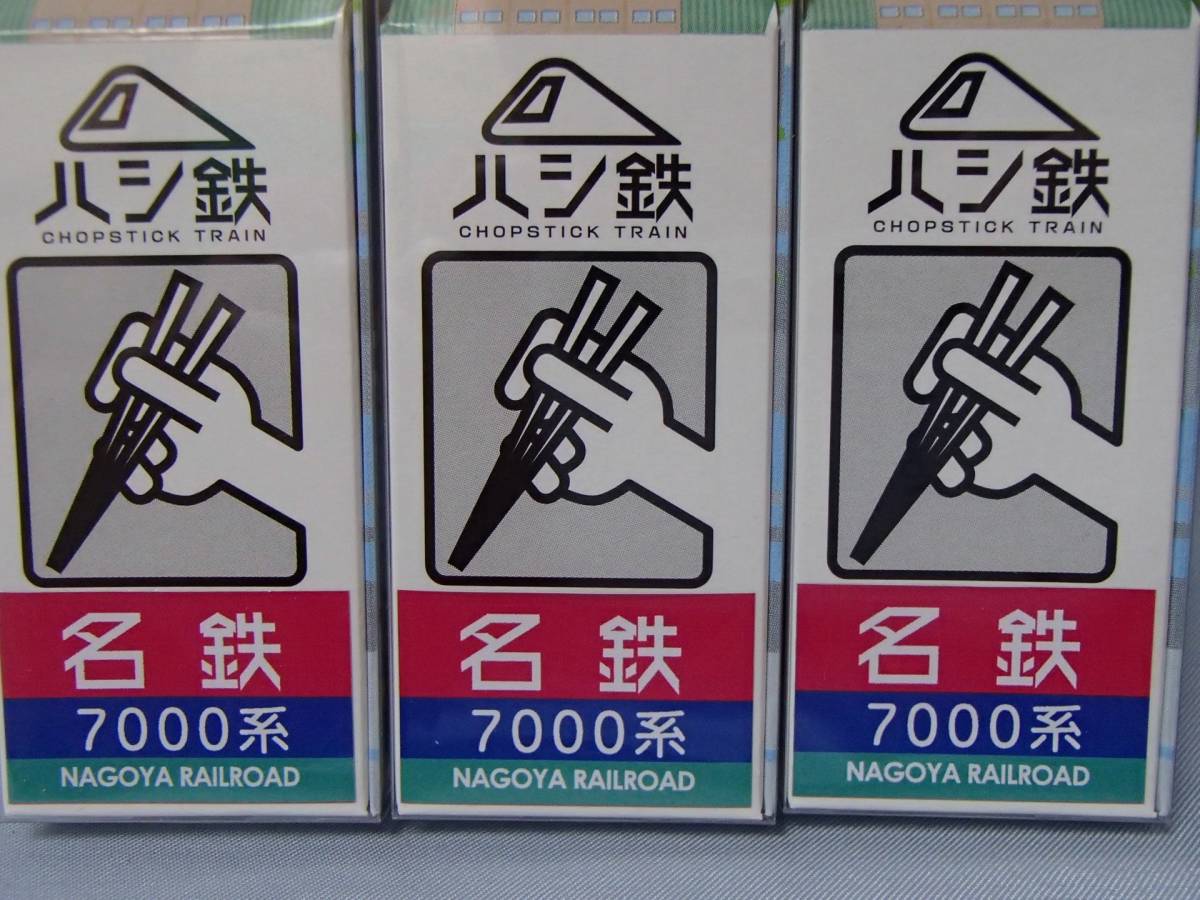 ハシ鉄
CHOPSTICK TRAIN
名鉄
7000系
NAGOYA RAILROAD
ハシ鉄
CHOPSTICK TRAIN
名鉄
7000系
NAGOYA RAILROAD
ハシ鉄
CHOPSTICK TRAIN
名鉄
7000系
NAGOYA RAILROAD